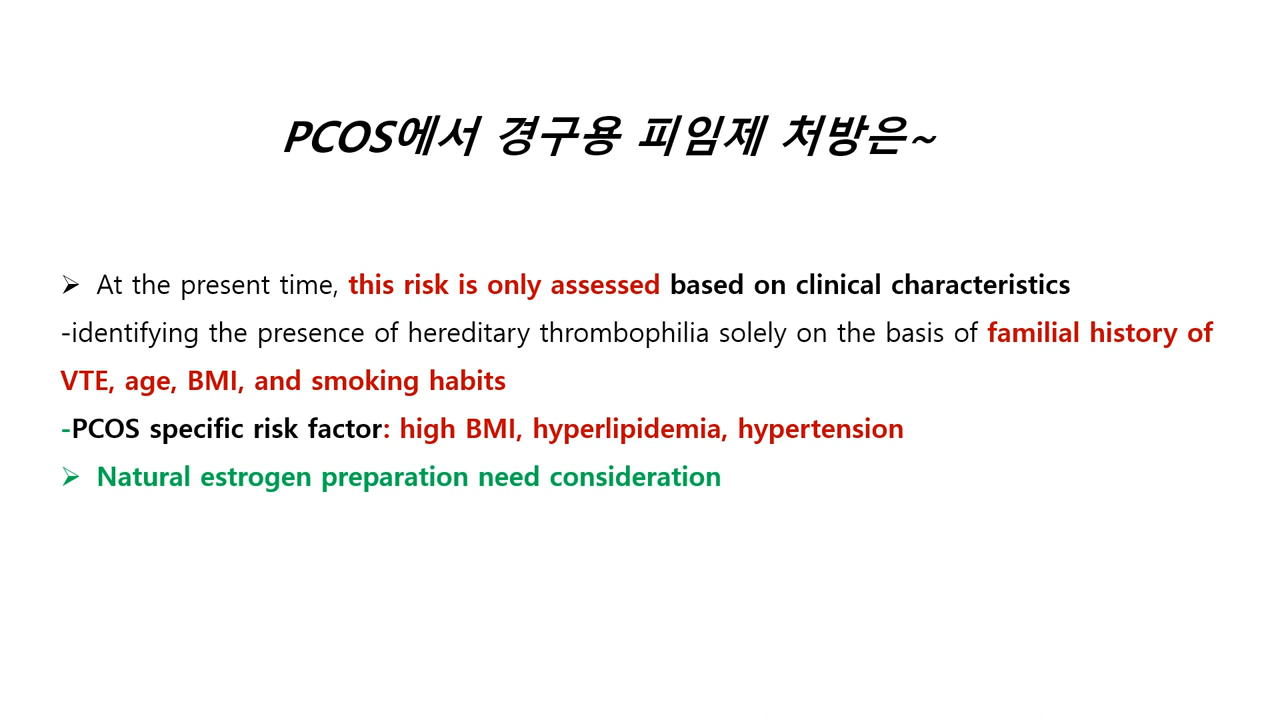 PCOS에서 경구용 피임제 처방은~
➢ At the present time, this risk is only assessed based on clinical characteristics
-identifying the presence of hereditary thrombophilia solely on the basis of familial history of
VTE, age, BMI, and smoking habits
-PCOS specific risk factor: high BMI, hyperlipidemia, hypertension
➢ Natural estrogen preparation need consideration